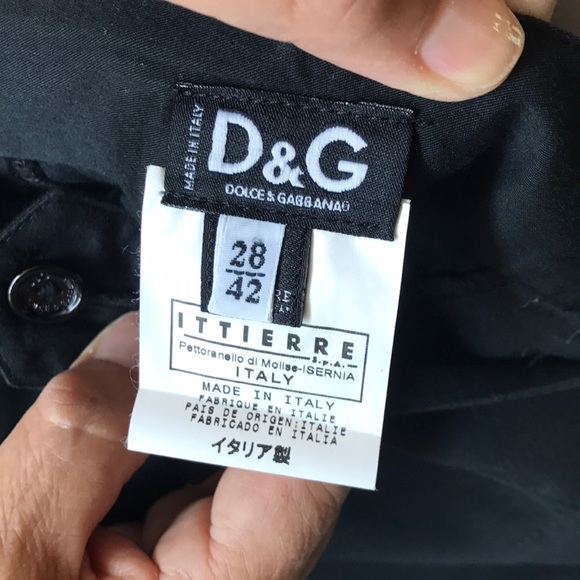 MADE IN ITALY
D&G
DOLCE & GABBANA
28
42
ITTIERRE
S.p.A.
Pettoranello di Molise-ISERNIA
ITALY
MADE IN ITALY
FABRIQUE EN ITALIE
PAIS DE ORIGEN:ITALIE
FABRICADO EN ITALIA
イタリア製